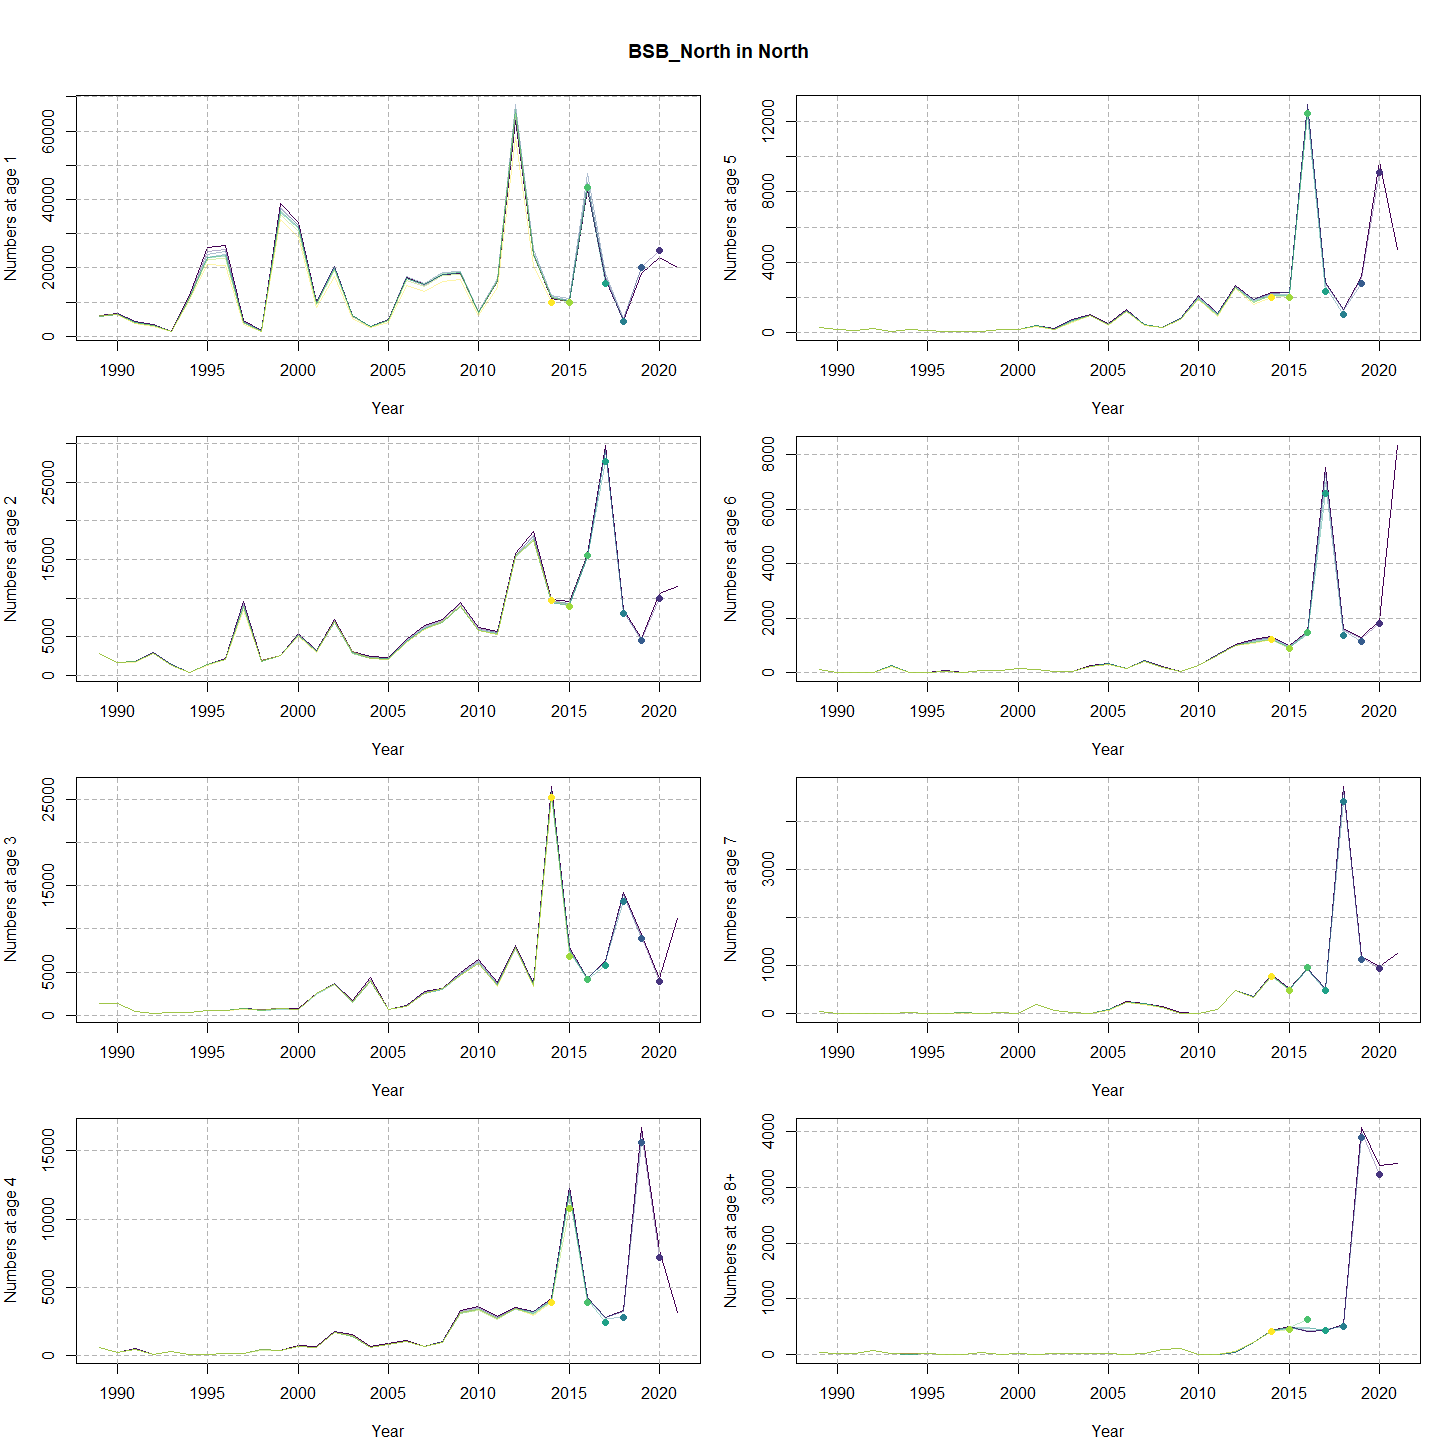 BSB_North in North
Numbers at age 1
0 20000 40000 60000
1990 1995 2000 2005 2010 2015 2020
Year
Numbers at age 2
0 5000 15000 25000
1990 1995 2000 2005 2010 2015 2020
Year
Numbers at age 3
0 5000 15000 25000
1990 1995 2000 2005 2010 2015 2020
Year
Numbers at age 4
0 5000 10000 15000
1990 1995 2000 2005 2010 2015 2020
Year
Numbers at age 5
0 4000 8000 12000
1990 1995 2000 2005 2010 2015 2020
Year
Numbers at age 6
0 2000 4000 6000 8000
1990 1995 2000 2005 2010 2015 2020
Year
Numbers at age 7
0 1000 3000
1990 1995 2000 2005 2010 2015 2020
Year
Numbers at age 8+
0 1000 2000 3000 4000
1990 1995 2000 2005 2010 2015 2020
Year